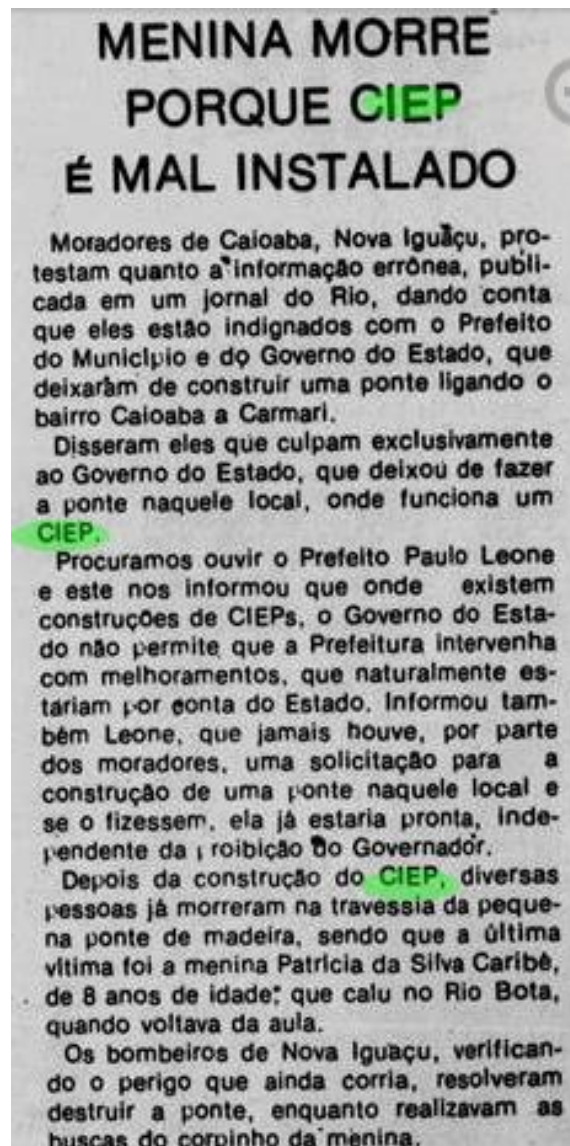 MENINA MORRE
PORQUE CIEP
É MAL INSTALADO
Moradores de Caioaba, Nova Iguaçu, pro-
testam quanto a informação errônea, publi-
cada em um jornal do Rio, dando conta
que eles estão indignados com o Prefeito
do Município e do Governo do Estado, que
deixaram de construir uma ponte ligando o
bairro Caioaba a Carmari.
Disseram eles que culpam exclusivamente
ao Governo do Estado, que deixou de fazer
a ponte naquele local, onde funciona um
CIEP.
Procuramos ouvir o Prefeito Paulo Leone
e este nos informou que onde existem
construções de CIEPs, o Governo do Esta-
do não permite que a Prefeitura intervenha
com melhoramentos, que naturalmente es-
tariam por conta do Estado. Informou tam-
bém Leone, que jamais houve, por parte
dos moradores, uma solicitação para a
construção de uma ponte naquele local e
se o fizessem, ela já estaria pronta, inde-
pendente da proibição do Governador.
Depois da construção do CIEP, diversas
pessoas já morreram na travessia da peque-
na ponte de madeira, sendo que a última
vítima foi a menina Patrícia da Silva Caribé,
de 8 anos de idade; que caiu no Rio Bota,
quando voltava da aula.
Os bombeiros de Nova Iguaçu, verifican-
do o perigo que ainda corria, resolveram
destruir a ponte, enquanto realizavam as
buscas do corpinho da menina.